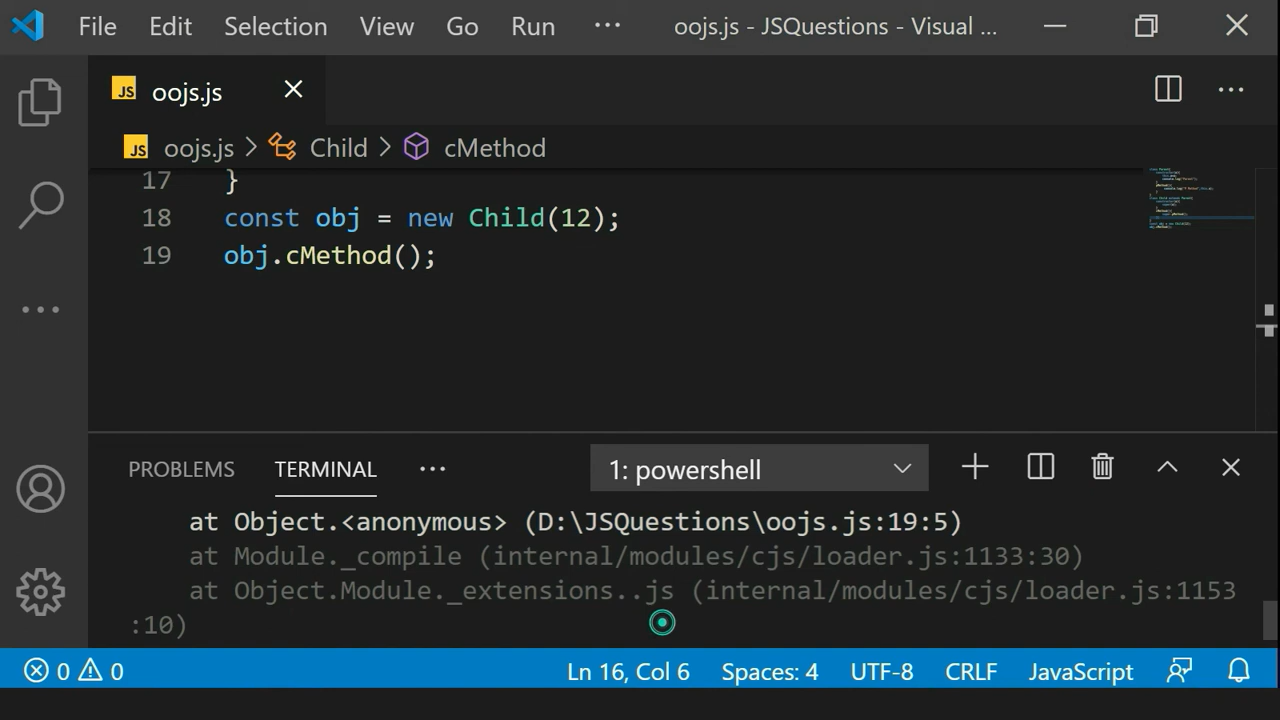 File Edit Selection View Go Run ··· oojs.js - JSQuestions - Visual ...
JS oojs.js
JS oojs.js > Child > cMethod
17 }
18 const obj = new Child(12);
19 obj.cMethod();
PROBLEMS TERMINAL ··· 1: powershell
at Object.<anonymous> (D:\JSQuestions\oojs.js:19:5)
at Module._compile (internal/modules/cjs/loader.js:1133:30)
at Object.Module._extensions..js (internal/modules/cjs/loader.js:1153
:10)
0 0 Ln 16, Col 6 Spaces: 4 UTF-8 CRLF JavaScript